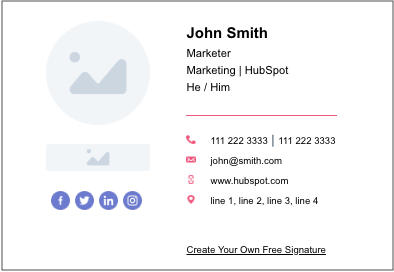 John Smith
Marketer
Marketing | HubSpot
He / Him
111 222 3333 | 111 222 3333
john@smith.com
www.hubspot.com
line 1, line 2, line 3, line 4
Create Your Own Free Signature